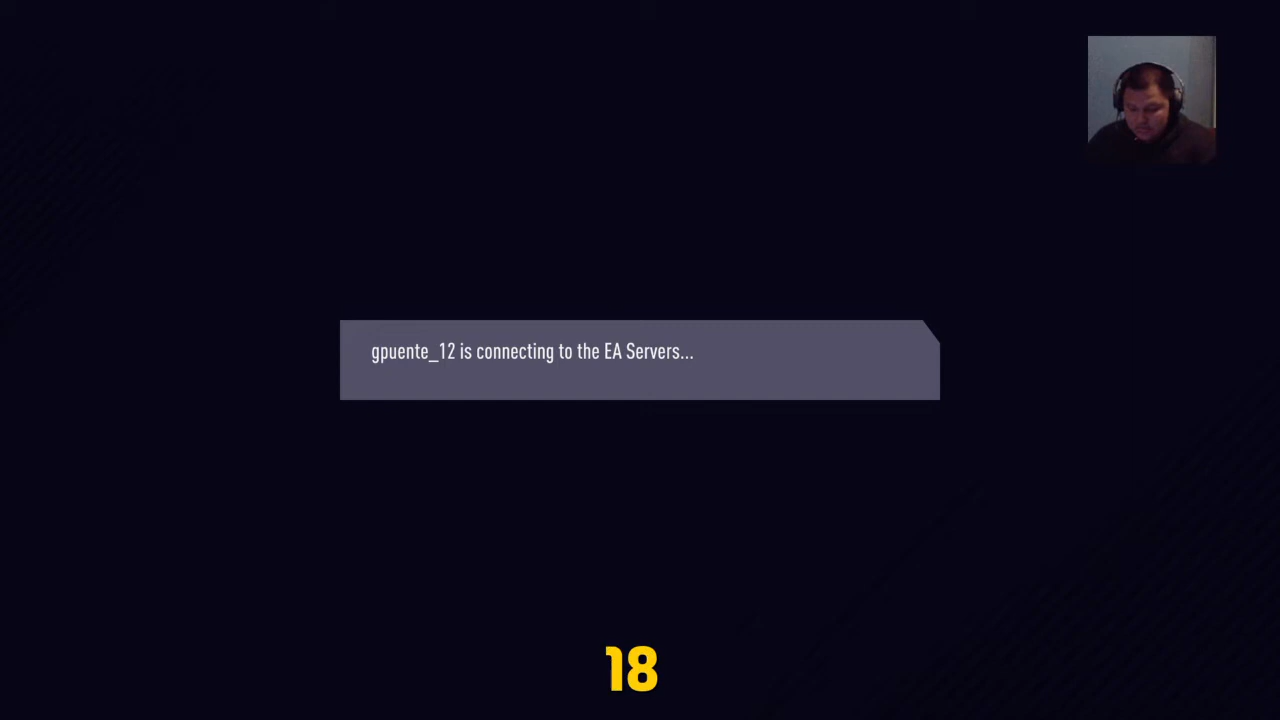 gpuente_12 is connecting to the EA Servers...
18